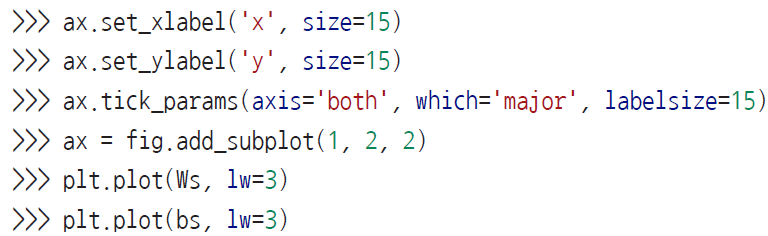 >>> ax.set_xlabel('x', size=15)
>>> ax.set_ylabel('y', size=15)
>>> ax.tick_params(axis='both', which='major', labelsize=15)
>>> ax = fig.add_subplot(1, 2, 2)
>>> plt.plot(Ws, lw=3)
>>> plt.plot(bs, lw=3)